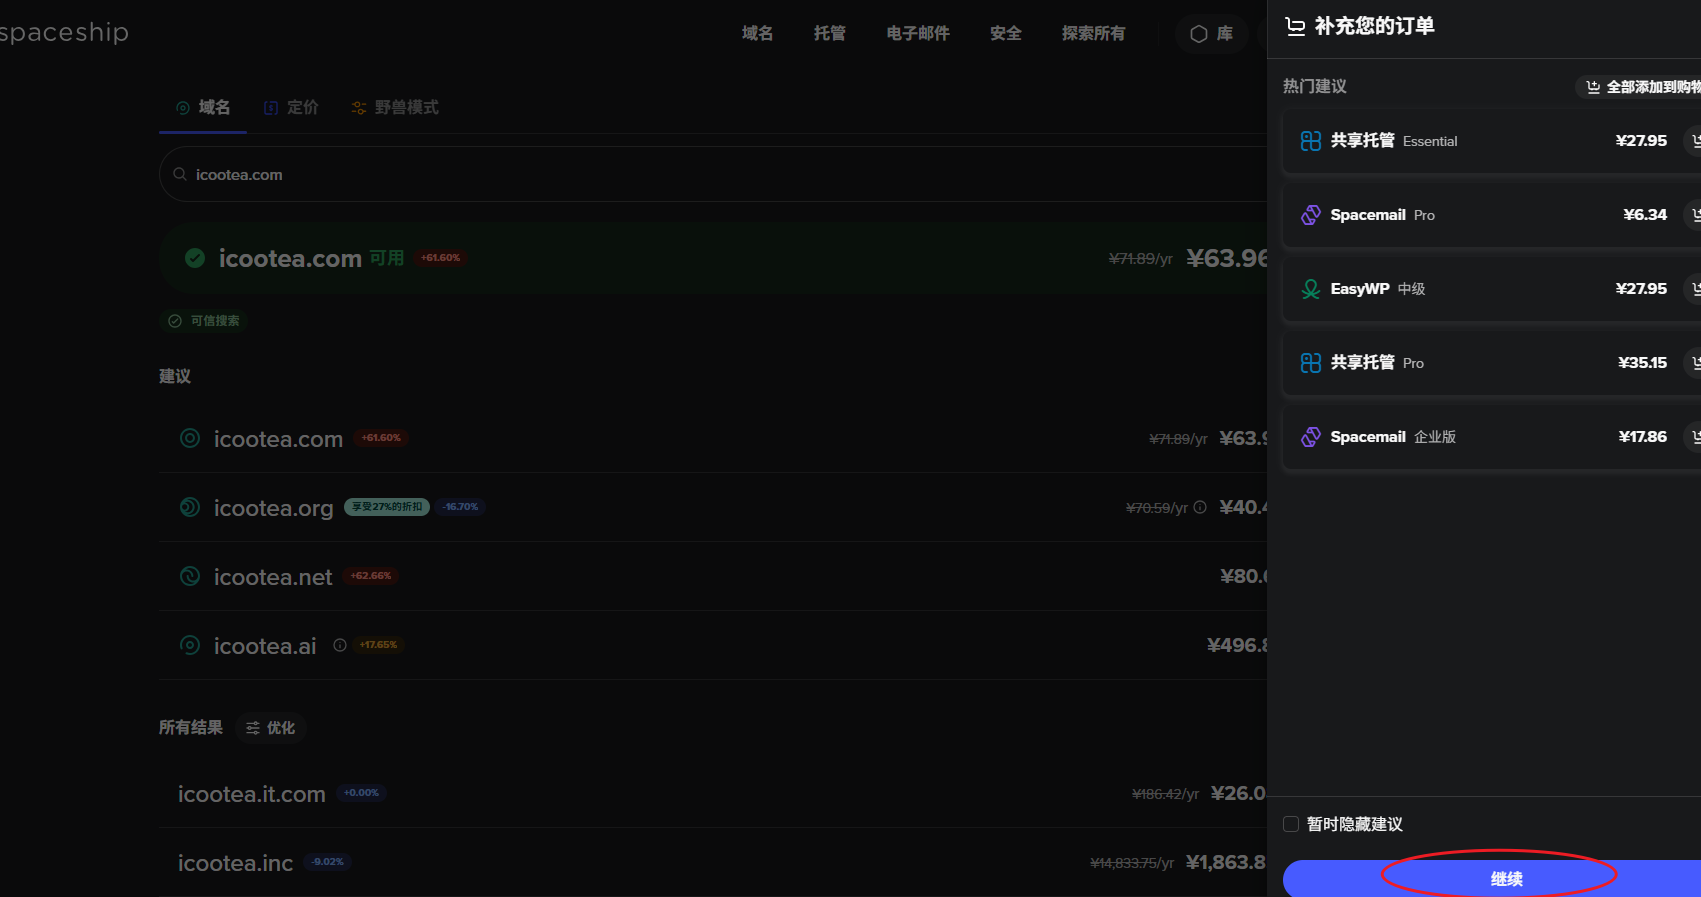 spaceship
域名
托管
电子邮件
安全
探索所有
库
域名
定价
野兽模式
icootea.com
icootea.com 可用 +61.60% ¥71.89/yr ¥63.96
可信搜索
建议
icootea.com +61.60% ¥71.89/yr ¥63.9
icootea.org 享受27%的折扣 -16.70% ¥70.59/yr ¥40.4
icootea.net +62.66% ¥80.6
icootea.ai +17.65% ¥496.8
所有结果 优化
icootea.it.com +0.00% ¥186.42/yr ¥26.0
icootea.inc -9.02% ¥14,833.75/yr ¥1,863.8
补充您的订单
热门建议 全部添加到购物
共享托管 Essential ¥27.95
Spacemail Pro ¥6.34
EasyWP 中级 ¥27.95
共享托管 Pro ¥35.15
Spacemail 企业版 ¥17.86
暂时隐藏建议
继续